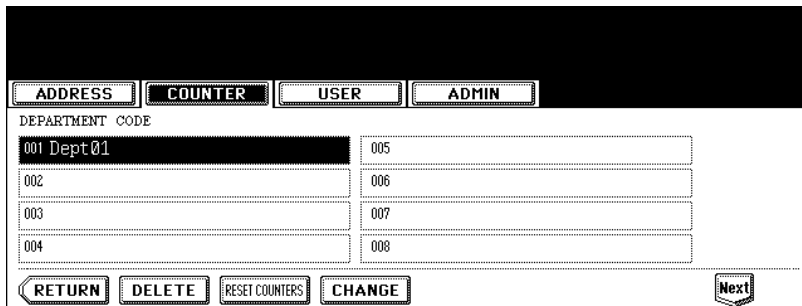 ADDRESS COUNTER USER ADMIN
DEPARTMENT CODE
001 Dept01 005
002 006
003 007
004 008
RETURN DELETE RESET COUNTERS CHANGE Next